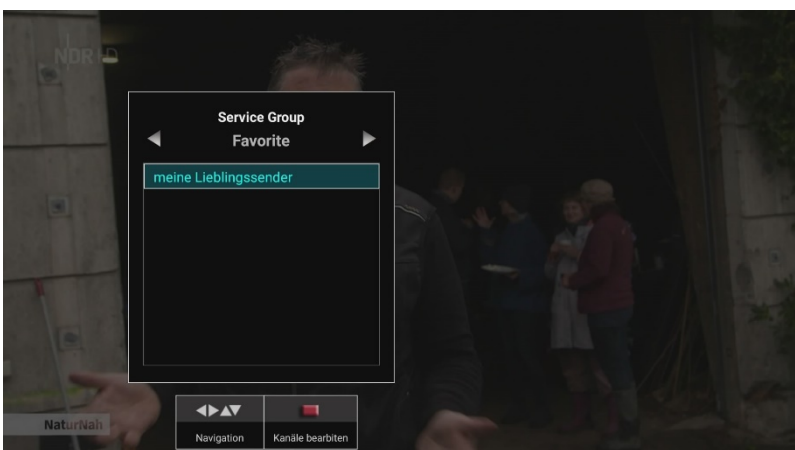 NDR HD
Service Group
Favorite
meine Lieblingssender
NaturNah
Navigation
Kanäle bearbiten